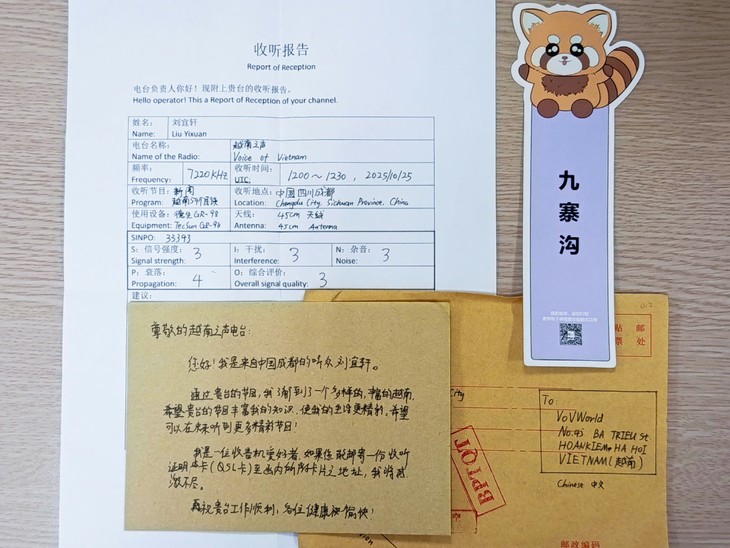 收听报告
Report of Reception
电台负责人你好！现附上贵台的收听报告。
Hello operator! This a Report of Reception of your channel.
姓名： 刘宜轩
Name: Liu Yixuan
电台名称： 越南之声
Name of the Radio: Voice of Vietnam
频率： 收听时间：
Frequency: 7220KHz UTC: 1200～1230，2025/10/25
收听节目：新闻 收听地点：中国四川成都
Program: Location: Chengdu City, Sichuan Province, China
使用设备：德生GR-98 天线： 45cm 天线
Equipment: Tecsun GR-98 Antenna: 45cm Antenna
SINPO: 33343
S：信号强度： 3 I：干扰： 3 N：杂音： 3
Signal strength: Interference: Noise:
P：衰落： 4 O：综合评价： 3
Propagation: Overall signal quality:
建议：
尊敬的越南之声电台：
您好！我是来自中国成都的听众刘宜轩。
通过贵台的节目，我了解到了一个多样的、丰富的越南，
希望贵台的节目丰富我的知识，使我的生活更精彩。希望
可以在未来听到更多精彩节目！
我是一位收音机爱好者，如果您能邮寄一份收听
证明卡(QSL卡)至函内的卡片之地址，我将感
激不尽。
祝贵台工作顺利，各位健康愉快！
九寨沟
贴 邮
票 处
City
To:
VOVWorld
No.45 BA TRIEU St
HOANKIEM HA NOI
VIETNAM(越南)
Chinese 中文
BPTQT
邮政编码